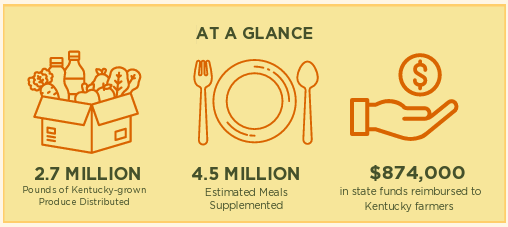 AT A GLANCE
$
2.7 MILLION
Pounds of Kentucky-grown
Produce Distributed
4.5 MILLION
Estimated Meals
Supplemented
$874,000
in state funds reimbursed to
Kentucky farmers